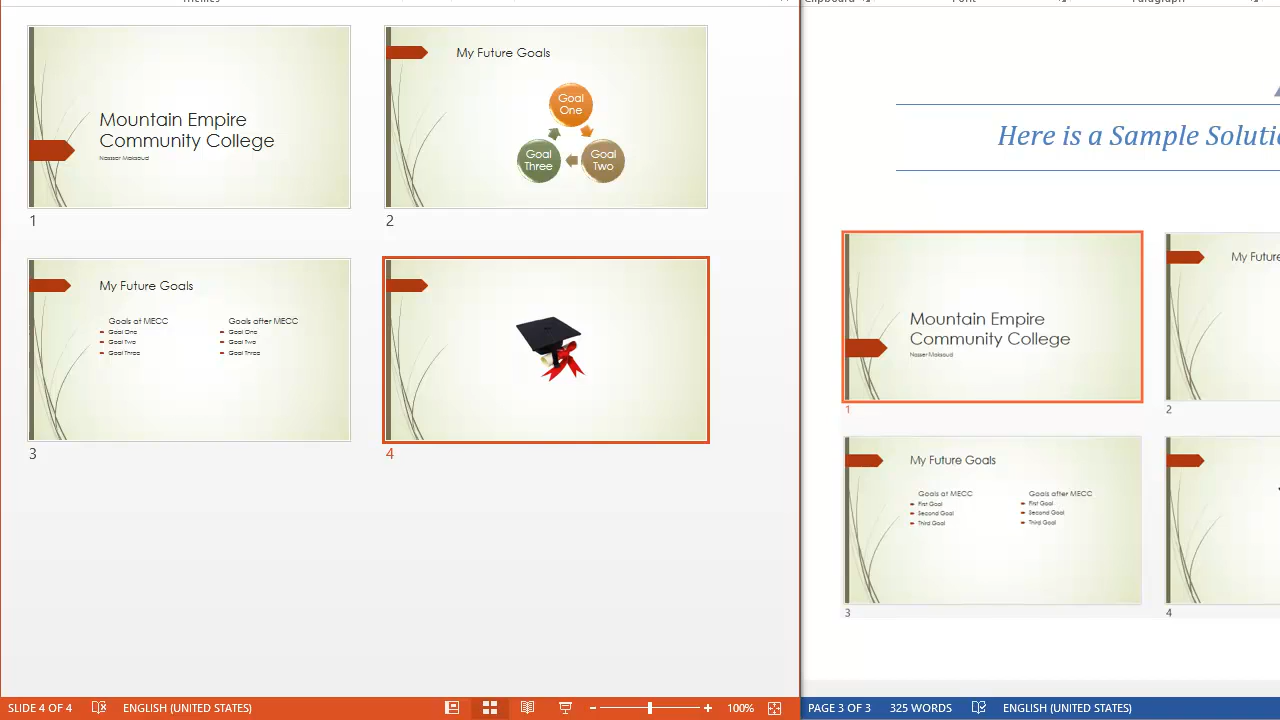 Mountain Empire
Community College
Nasser Maksoud
1
My Future Goals
Goal
One
Goal
Three
Goal
Two
2
My Future Goals
Goals at MECC
Goal One
Goal Two
Goal Three
Goals after MECC
Goal One
Goal Two
Goal Three
3
4
SLIDE 4 OF 4
ENGLISH (UNITED STATES)
100%
Here is a Sample
Mountain Empire
Community College
Nasser Maksoud
1
My
2
My Future Goals
Goals at MECC
First Goal
Second Goal
Third Goal
Goals after MECC
First Goal
Second Goal
Third Goal
3
4
PAGE 3 OF 3
325 WORDS
ENGLISH (UNITED STATES)